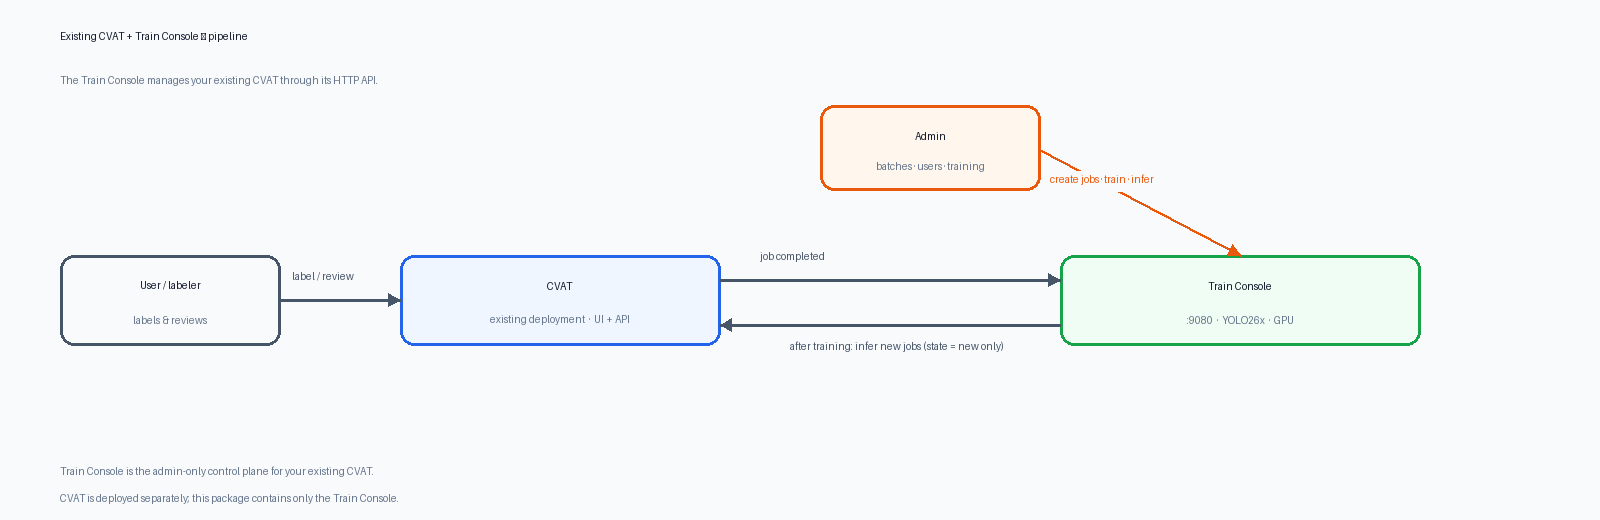 Existing CVAT + Train Console pipeline
The Train Console manages your existing CVAT through its HTTP API.
Admin
batches · users · training
create jobs · train · infer
job completed
label / review
User / labeler
labels & reviews
CVAT
existing deployment · UI + API
Train Console
:9080 · YOLO26x · GPU
after training: infer new jobs (state = new only)
Train Console is the admin-only control plane for your existing CVAT.
CVAT is deployed separately; this package contains only the Train Console.